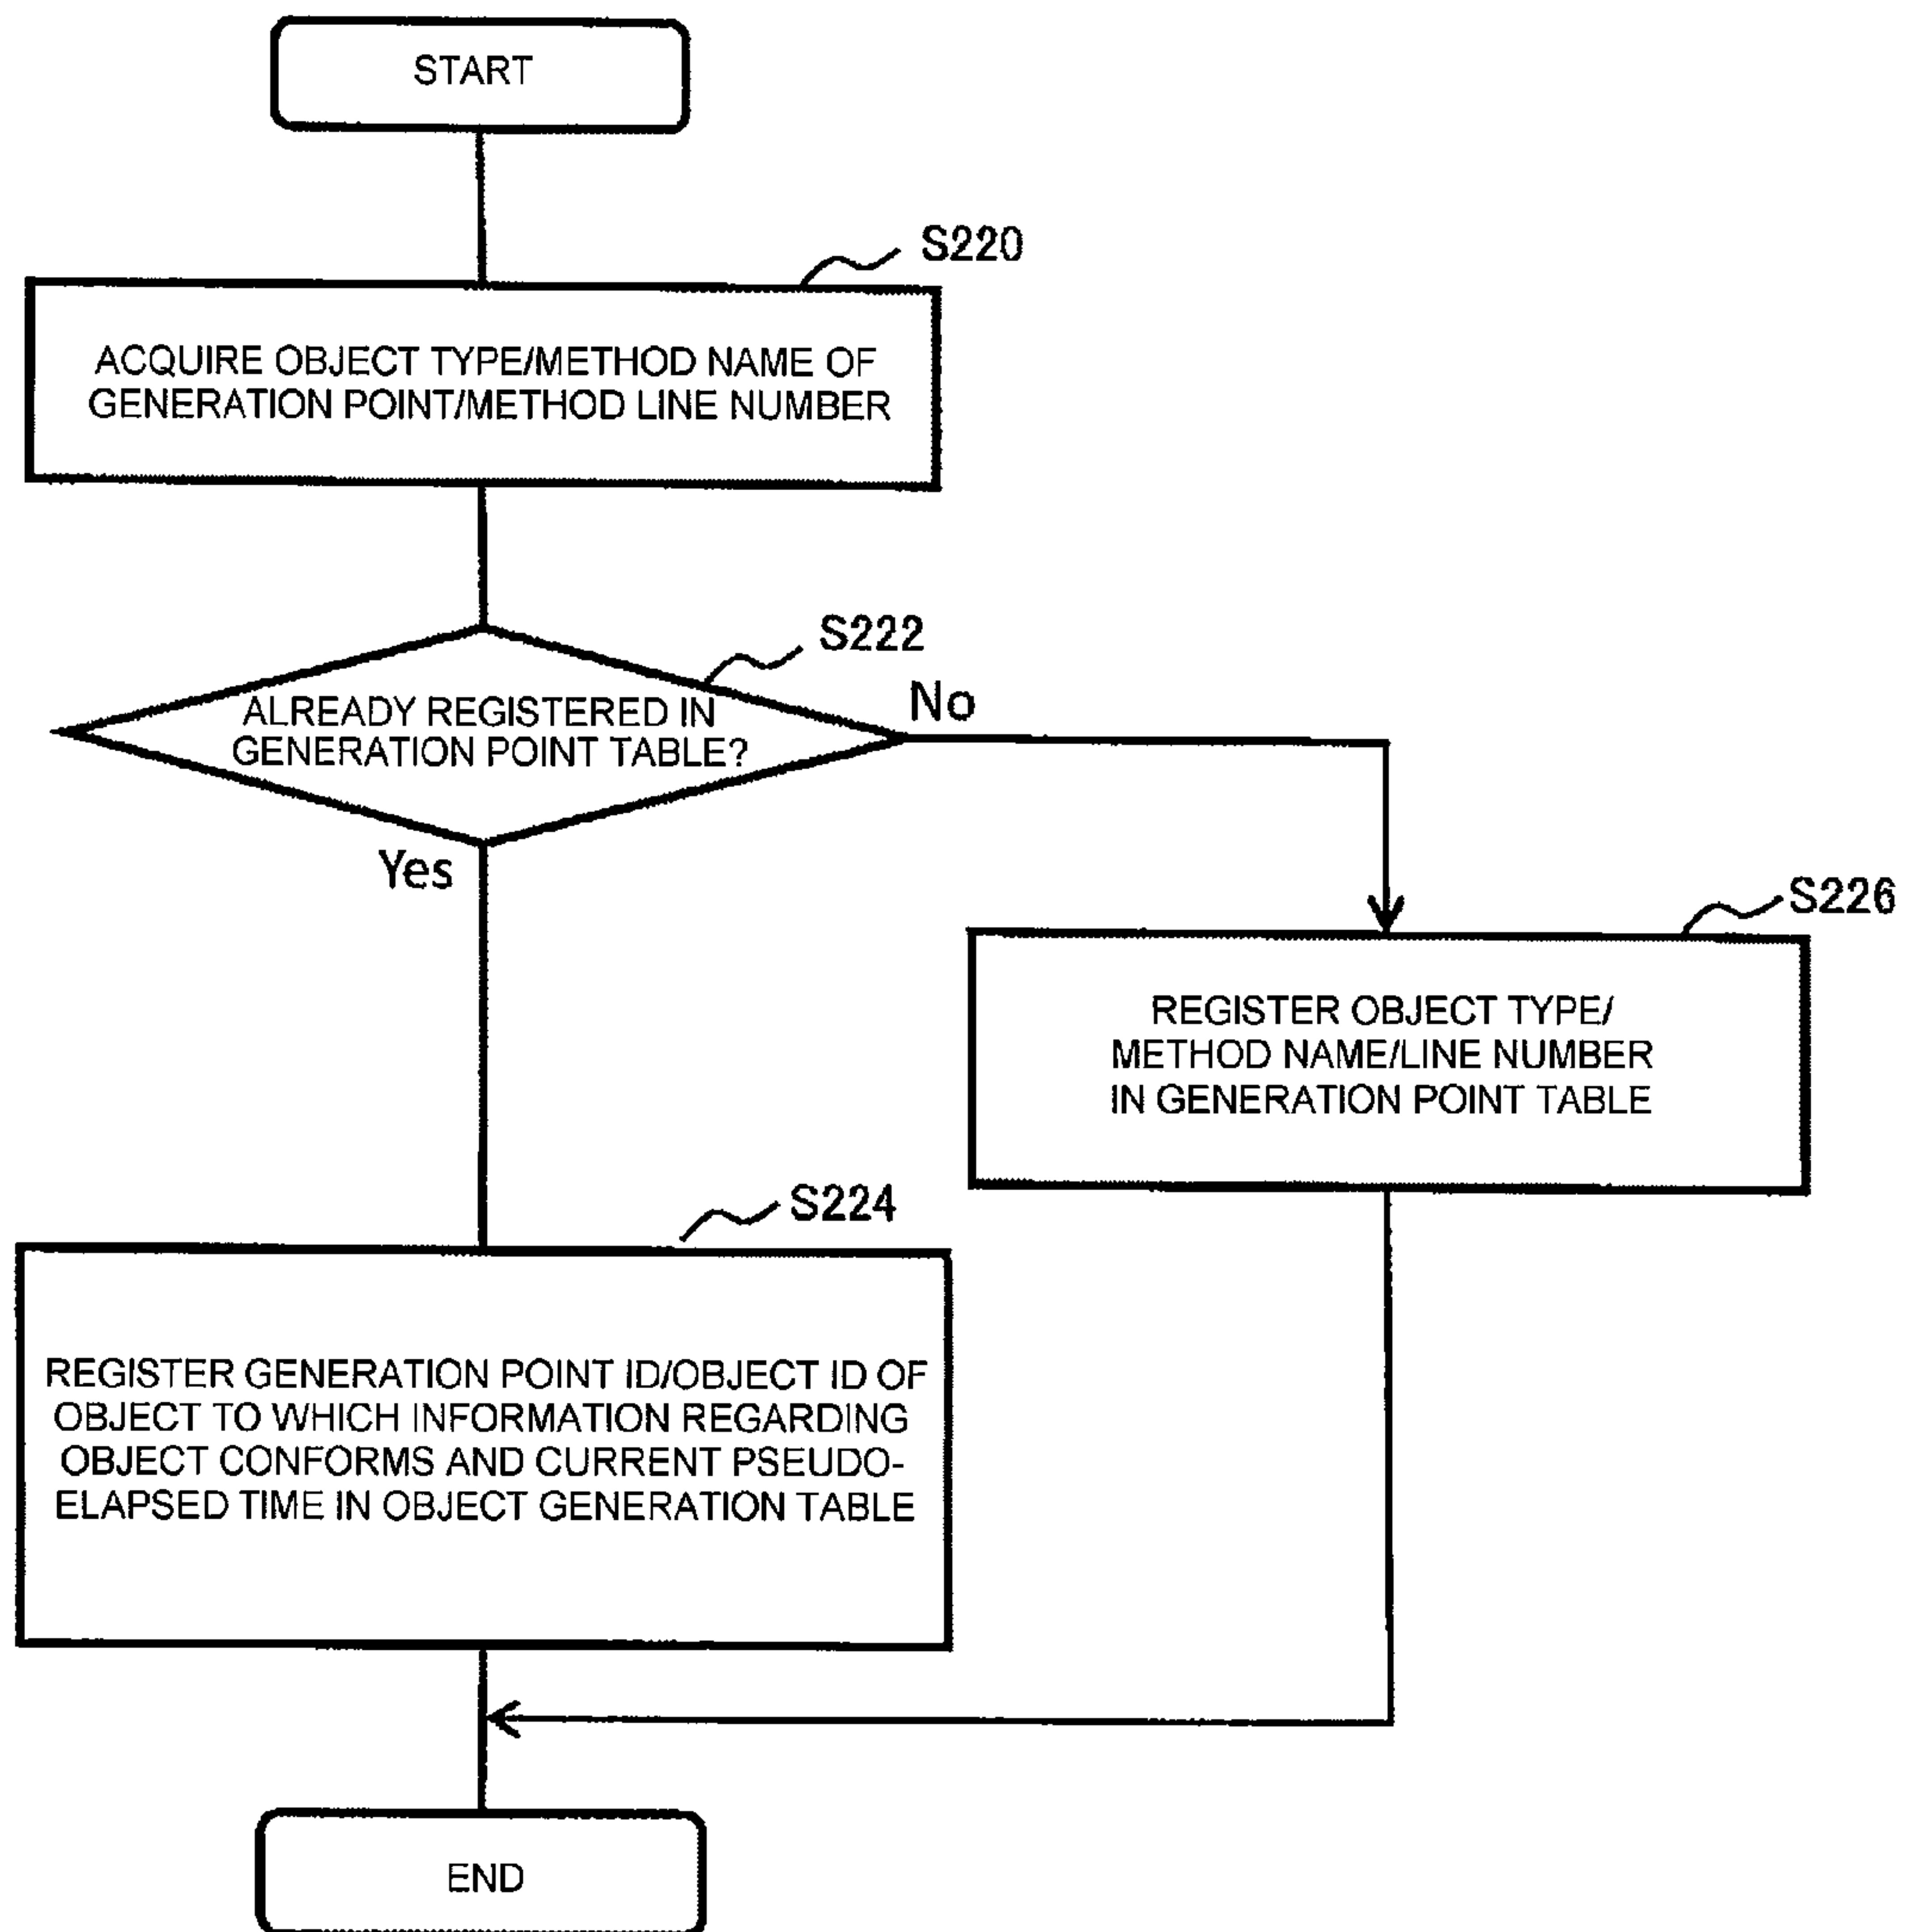 START
S220
ACQUIRE OBJECT TYPE/METHOD NAME OF
GENERATION POINT/METHOD LINE NUMBER
S222
ALREADY REGISTERED IN
GENERATION POINT TABLE?
No
Yes
S226
REGISTER OBJECT TYPE/
METHOD NAME/LINE NUMBER
IN GENERATION POINT TABLE
S224
REGISTER GENERATION POINT ID/OBJECT ID OF
OBJECT TO WHICH INFORMATION REGARDING
OBJECT CONFORMS AND CURRENT PSEUDO-
ELAPSED TIME IN OBJECT GENERATION TABLE
END